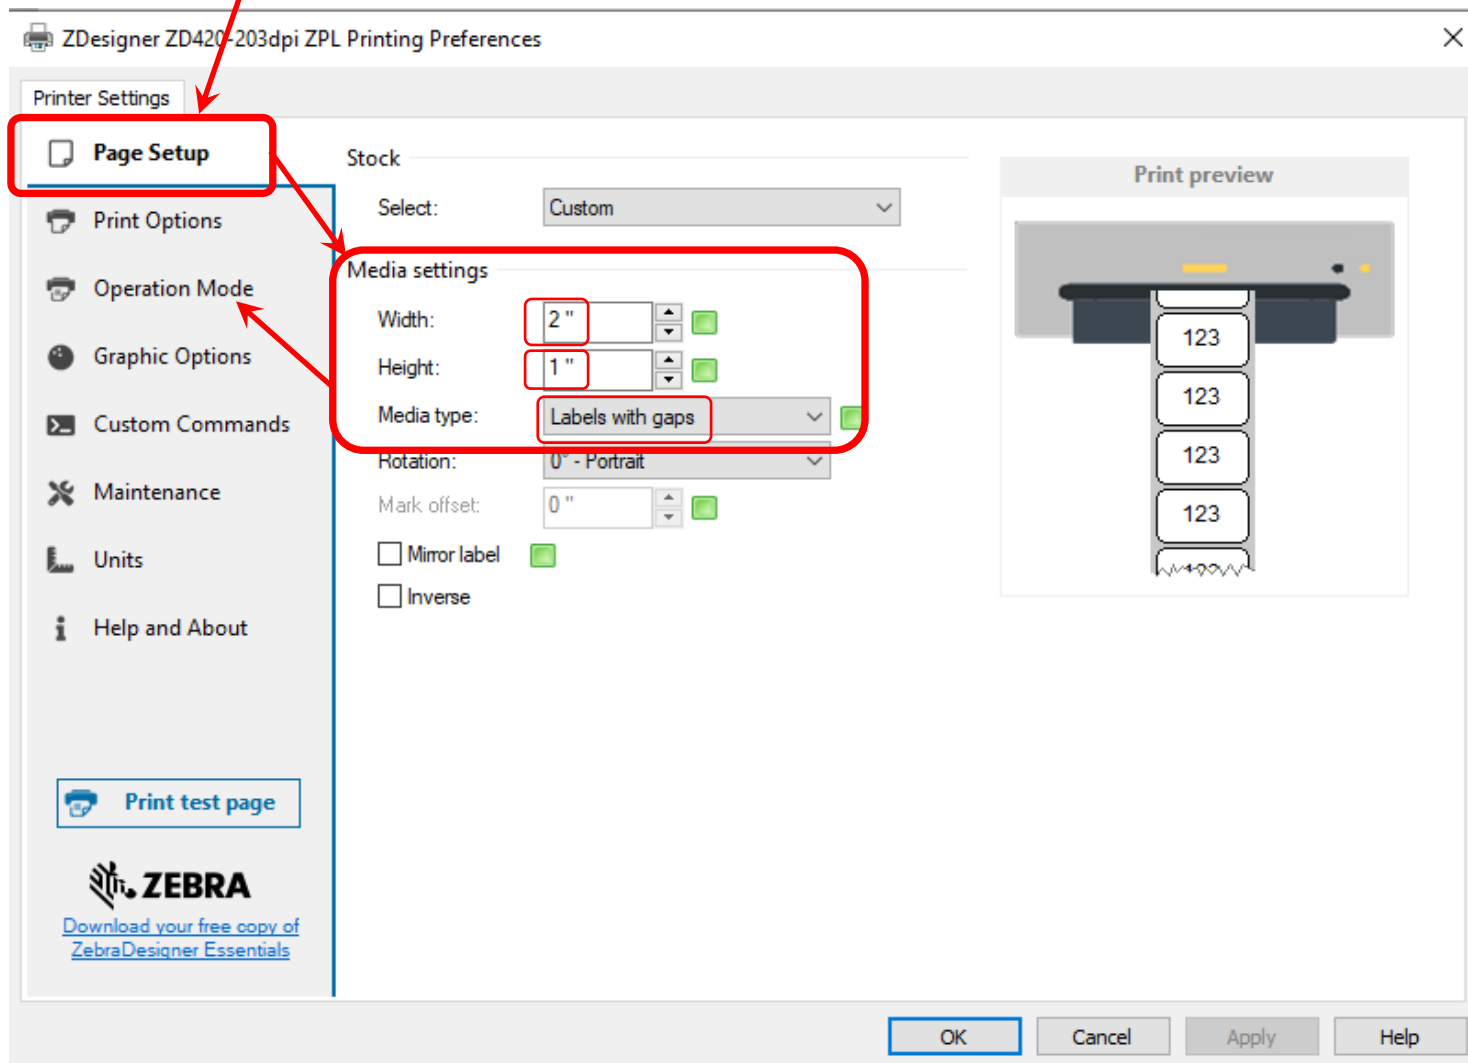 ZDesigner ZD420-203dpi ZPL Printing Preferences
Printer Settings
Page Setup
Print Options
Operation Mode
Graphic Options
Custom Commands
Maintenance
Units
Help and About
Print test page
ZEBRA
Download your free copy of
ZebraDesigner Essentials
Stock
Select: Custom
Media settings
Width: 2 "
Height: 1 "
Media type: Labels with gaps
Rotation: 0° - Portrait
Mark offset: 0 "
Mirror label
Inverse
Print preview
123
123
123
123
OK Cancel Apply Help